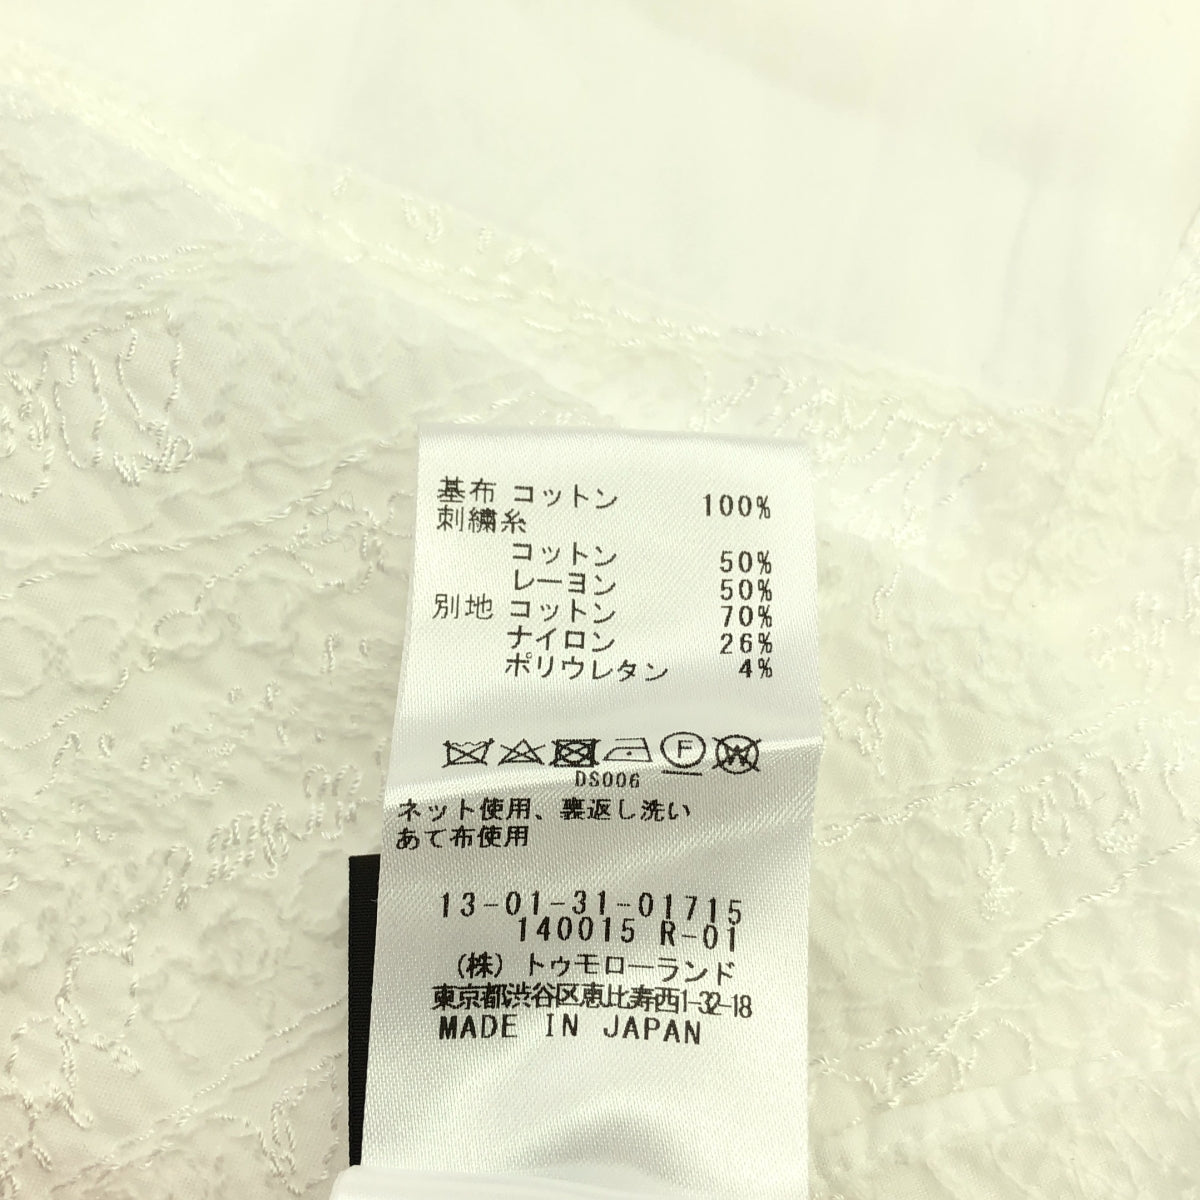 基布 コットン 100%
刺繍糸
コットン 50%
レーヨン 50%
別地 コットン 70%
ナイロン 26%
ポリウレタン 4%
F W
DS006
ネット使用、裏返し洗い
あて布使用
13-01-31-01715
140015 R-01
(株)トゥモローランド
東京都渋谷区恵比寿西1-32-18
MADE IN JAPAN